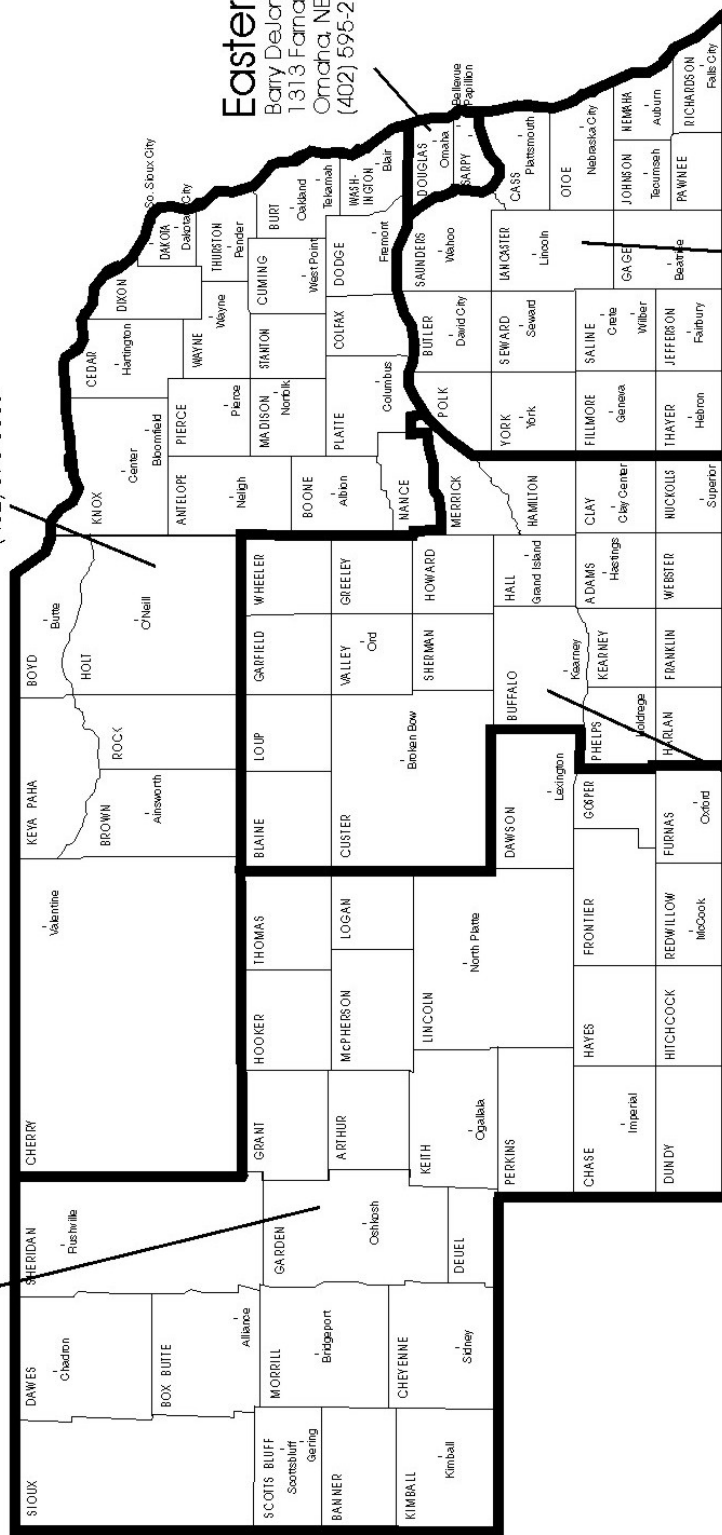 Easter
Barry DeJon
1313 Farna
Omaha, NE
(402) 595-2
SIOUX
DAWES
Chadron
BOX BUTTE
Alliance
SHERIDAN
Rushville
SCOTTS BLUFF
Scottsbluff
Gering
BANNER
KIMBALL
Kimball
MORRILL
Bridgeport
CHEYENNE
Sidney
GARDEN
Oshkosh
DEUEL
CHERRY
Valentine
KEYA PAHA
BROWN
Ainsworth
ROCK
BOYD
Butte
HOLT
O'Neill
KNOX
Center
Bloomfield
ANTELOPE
Neligh
BOONE
Albion
NANCE
CEDAR
Hartington
PIERCE
Pierce
MADISON
Norfolk
PLATTE
Columbus
DIXON
DAKOTA
Dakota City
So. Sioux City
WAYNE
Wayne
THURSTON
Pender
STANTON
CUMING
West Point
BURT
Oakland
Tekamah
COLFAX
DODGE
Fremont
WASH-
INGTON
Blair
GRANT
HOOKER
THOMAS
ARTHUR
McPHERSON
LOGAN
KEITH
Ogallala
LINCOLN
North Platte
PERKINS
CHASE
Imperial
HAYES
FRONTIER
DUNDY
HITCHCOCK
REDWILLOW
McCook
DAWSON
Lexington
GOSPER
FURNAS
Oxford
BLAINE
LOUP
GARFIELD
WHEELER
CUSTER
Broken Bow
VALLEY
Ord
GREELEY
SHERMAN
HOWARD
MERRICK
BUFFALO
Kearney
HALL
Grand Island
HAMILTON
PHELPS
Holdrege
KEARNEY
ADAMS
Hastings
CLAY
Clay Center
HARLAN
FRANKLIN
WEBSTER
NUCKOLLS
Superior
POLK
BUTLER
David City
SAUNDERS
Wahoo
DOUGLAS
Omaha
SARPY
Bellevue
Papillion
YORK
York
SEWARD
Seward
LANCASTER
Lincoln
CASS
Plattsmouth
OTOE
Nebraska City
FILLMORE
Geneva
SALINE
Crete
Wilber
GAGE
Beatrice
JOHNSON
Tecumseh
NEMAHA
Auburn
THAYER
Hebron
JEFFERSON
Fairbury
PAWNEE
RICHARDSON
Falls City